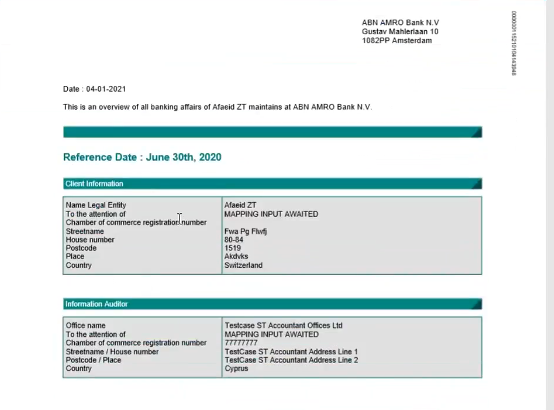 ABN AMRO Bank N.V
Gustav Mahlerlaan 10
1082PP Amsterdam
Date : 04-01-2021
This is an overview of all banking affairs of Afaeid ZT maintains at ABN AMRO Bank N.V.
Reference Date : June 30th, 2020
Client Information
Name Legal Entity Afaeid ZT
To the attention of MAPPING INPUT AWAITED
Chamber of commerce registration number
Streetname Fwa Pg Flwfj
House number 80-84
Postcode 1519
Place Akdvks
Country Switzerland
Information Auditor
Office name Testcase ST Accountant Offices Ltd
To the attention of MAPPING INPUT AWAITED
Chamber of commerce registration number 77777777
Streetname / House number TestCase ST Accountant Address Line 1
Postcode / Place TestCase ST Accountant Address Line 2
Country Cyprus